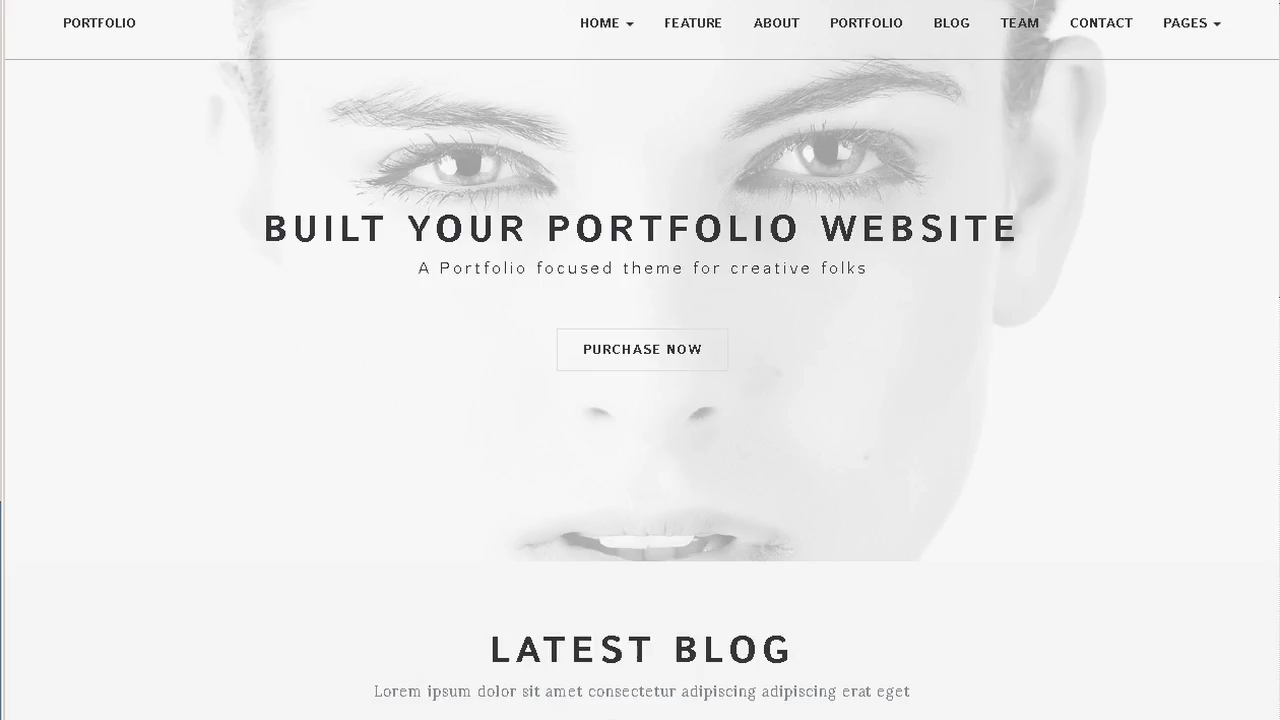 PORTFOLIO HOME FEATURE ABOUT PORTFOLIO BLOG TEAM CONTACT PAGES
BUILT YOUR PORTFOLIO WEBSITE
A Portfolio focused theme for creative folks
PURCHASE NOW
LATEST BLOG
Lorem ipsum dolor sit amet consectetur adipiscing adipiscing erat eget